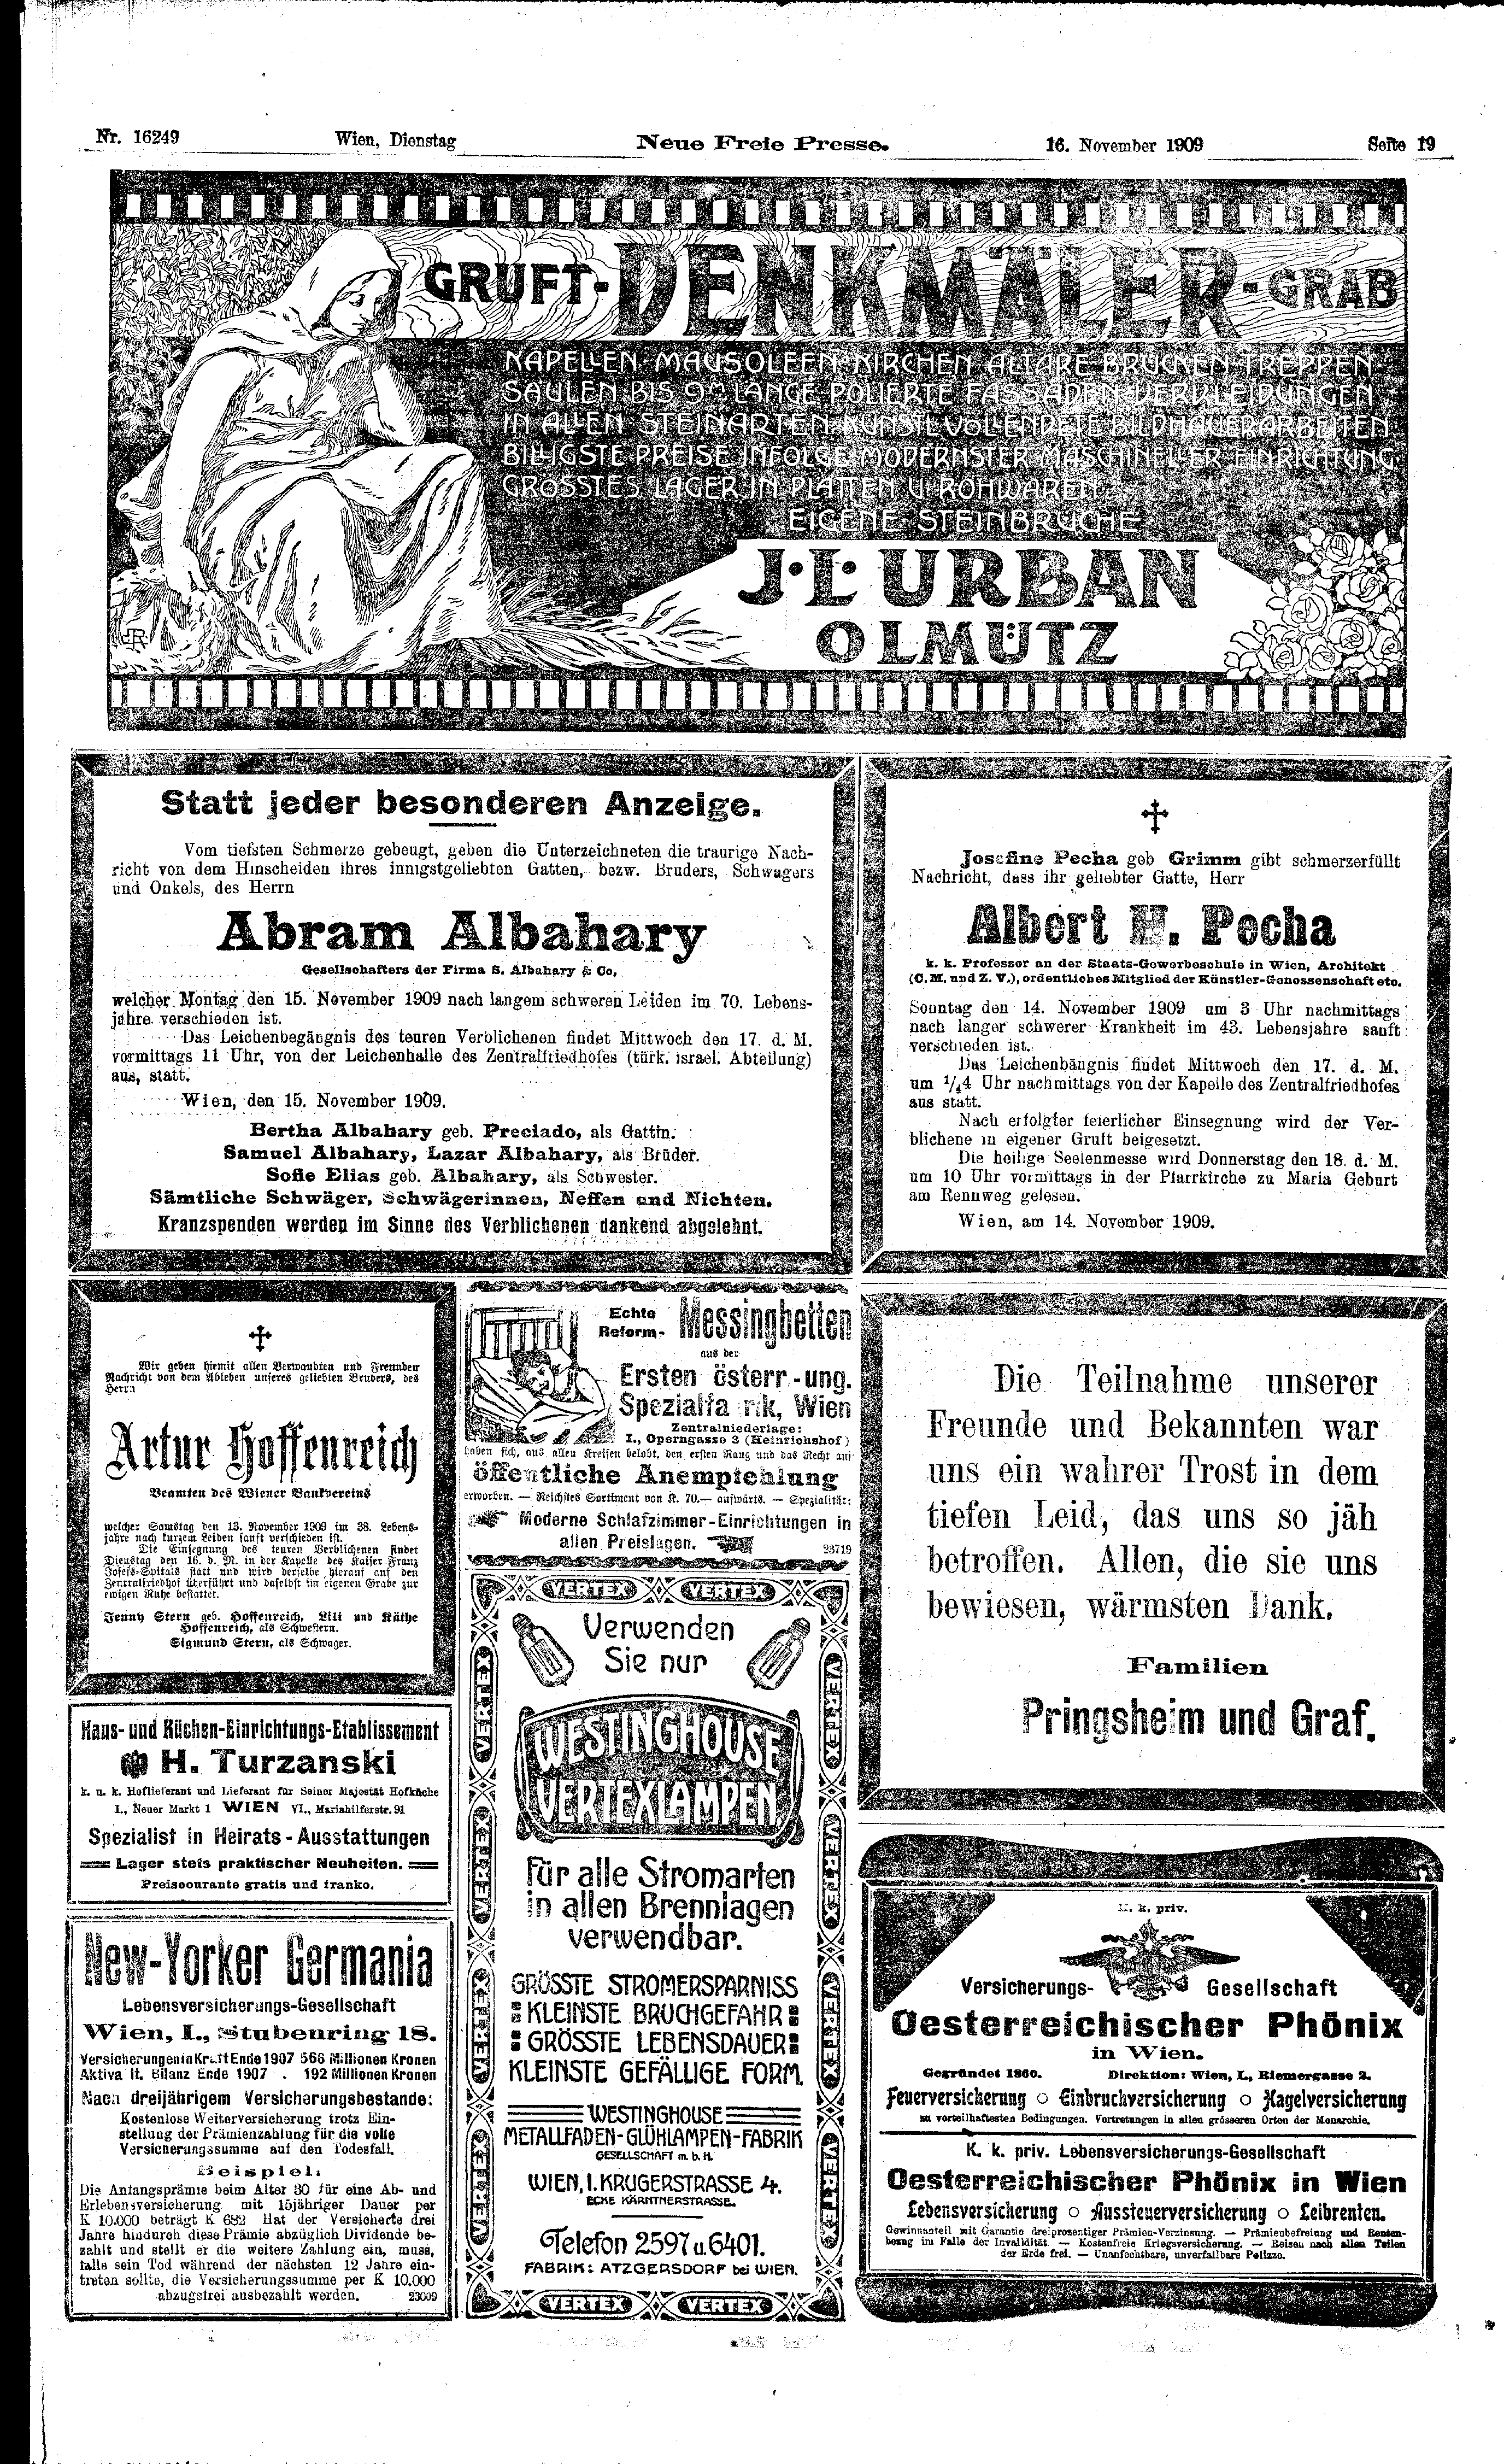 Nr. 16249 Wien, Dienstag Neue Freie Presse. 16. November 1909 Seite 19
GRUFT-DENKMÄLER-GRAB
KAPELLEN·MAUSOLEEN·KIRCHEN·ALTÄRE·BRÜCKEN·TREPPEN
SÄULEN·BIS 9M LÄNGE·POLIERTE FASSADEN-VERKLEIDUNGEN
IN ALLEN STEINARTEN·KÜNSTL·VOLLENDETE BILDHAUERARBEITEN
BILLIGSTE PREISE INFOLGE MODERNSTER MASCHINELLER EINRICHTUNG
GRÖSSTES LAGER IN PLATTEN U·ROHWAREN·
EIGENE STEINBRÜCHE
J·L·URBAN
OLMÜTZ
JR
Statt jeder besonderen Anzeige.
Vom tiefsten Schmerze gebeugt, geben die Unterzeichneten die traurige Nach-
richt von dem Hinscheiden ihres innigstgeliebten Gatten, bezw. Bruders, Schwagers
und Onkels, des Herrn
Abram Albahary
Gesellschafters der Firma S. Albahary & Co,
welcher Montag den 15. November 1909 nach langem schweren Leiden im 70. Lebens-
jahre verschieden ist.
Das Leichenbegängnis des teuren Verblichenen findet Mittwoch den 17. d. M.
vormittags 11 Uhr, von der Leichenhalle des Zentralfriedhofes (türk. israel. Abteilung)
aus, statt.
Wien, den 15. November 1909.
Bertha Albahary geb. Preciado, als Gattin.
Samuel Albahary, Lazar Albahary, als Brüder.
Sofie Elias geb. Albahary, als Schwester.
Sämtliche Schwäger, Schwägerinnen, Neffen und Nichten.
Kranzspenden werden im Sinne des Verblichenen dankend abgelehnt.
Josefine Pecha geb Grimm gibt schmerzerfüllt
Nachricht, dass ihr geliebter Gatte, Herr
Albert H. Pecha
k. k. Professor an der Staats-Gewerbeschule in Wien, Architekt
(C. M. und Z. V.), ordentliches Mitglied der Künstler-Genossenschaft etc.
Sonntag den 14. November 1909 um 3 Uhr nachmittags
nach langer schwerer Krankheit im 43. Lebensjahre sanft
verschieden ist.
Das Leichenbängnis findet Mittwoch den 17. d. M.
um 1/4 4 Uhr nachmittags von der Kapelle des Zentralfriedhofes
aus statt.
Nach erfolgter feierlicher Einsegnung wird der Ver-
blichene in eigener Gruft beigesetzt.
Die heilige Seelenmesse wird Donnerstag den 18. d. M.
um 10 Uhr vormittags in der Pfarrkirche zu Maria Geburt
am Rennweg gelesen.
Wien, am 14. November 1909.
Wir geben hiemit allen Verwandten und Freunden
Nachricht von dem Ableben unseres geliebten Bruders, des
Herrn
Artur Hoffenreich
Beamten des Wiener Bankvereins
welcher Samstag den 13. November 1909 im 38. Lebens-
jahre nach kurzem Leiden sanft verschieden ist.
Die Einsegnung des teuren Verblichenen findet
Dienstag den 16. d. M. in der Kapelle des Kaiser Franz
Josefs-Spitals statt und wird derselbe hierauf auf den
Zentralfriedhof überführt und daselbst im eigenen Grabe zur
ewigen Ruhe bestattet.
Jenny Stern geb. Hoffenreich, Lili und Käthe
Hoffenreich, als Schwestern.
Sigmund Stern, als Schwager.
Haus- und Küchen-Einrichtungs-Etablissement
H. Turzanski
k. u. k. Hoflieferant und Lieferant für Seiner Majestät Hofküche
I., Neuer Markt 1 WIEN VI., Mariahilferstr. 91
Spezialist in Heirats-Ausstattungen
Lager stets praktischer Neuheiten.
Preiscourante gratis und franko.
New-Yorker Germania
Lebensversicherungs-Gesellschaft
Wien, I., Stubenring 18.
Versicherungen in Kraft Ende 1907 566 Millionen Kronen
Aktiva lt. Bilanz Ende 1907 . 192 Millionen Kronen
Nach dreijährigem Versicherungsbestande:
Kostenlose Weiterversicherung trotz Ein-
stellung der Prämienzahlung für die volle
Versicherungssumme auf den Todesfall.
Beispiel:
Die Anfangsprämie beim Alter 30 für eine Ab- und
Erlebensversicherung mit 15jähriger Dauer per
K 10.000 beträgt K 682 Hat der Versicherte drei
Jahre hindurch diese Prämie abzüglich Dividende be-
zahlt und stellt er die weitere Zahlung ein, muss,
falls sein Tod während der nächsten 12 Jahre ein-
treten sollte, die Versicherungssumme per K 10.000
abzugsfrei ausbezahlt werden. 23009
Echte
Reform- Messingbetten
aus der
Ersten österr.-ung.
Spezialfa rik, Wien
Zentralniederlage:
I., Operngasse 3 (Heinrichshof)
haben sich, aus allen Kreisen belobt, den ersten Rang und das Recht auf
öffentliche Anempfehlung
erworben. — Reichstes Sortiment von K. 70.— aufwärts. — Spezialität:
Moderne Schlafzimmer-Einrichtungen in
allen Preislagen. 23719
VERTEX VERTEX
Verwenden
Sie nur
WESTINGHOUSE
VERTEXLAMPEN
für alle Stromarten
in allen Brennlagen
verwendbar.
GRÖSSTE STROMERSPARNISS
KLEINSTE BRUCHGEFAHR
GRÖSSTE LEBENSDAUER
KLEINSTE GEFÄLLIGE FORM
WESTINGHOUSE
METALLFADEN-GLÜHLAMPEN-FABRIK
GESELLSCHAFT m. b. H.
WIEN, I. KRUGERSTRASSE 4.
ECKE KÄRNTHERSTRASSE.
Telefon 2597 u. 6401.
FABRIK: ATZGERSDORF bei WIEN.
VERTEX VERTEX
VERTEX
VERTEX
VERTEX
VERTEX
VERTEX
VERTEX
VERTEX
VERTEX
Die Teilnahme unserer
Freunde und Bekannten war
uns ein wahrer Trost in dem
tiefen Leid, das uns so jäh
betroffen. Allen, die sie uns
bewiesen, wärmsten Dank.
Familien
Pringsheim und Graf.
K. k. priv.
Versicherungs- Gesellschaft
Oesterreichischer Phönix
in Wien.
Gegründet 1860. Direktion: Wien, I., Riemergasse 2.
Feuerversicherung ○ Einbruchversicherung ○ Hagelversicherung
zu vorteilhaftesten Bedingungen. Vertretungen in allen grösseren Orten der Monarchie.
K. k. priv. Lebensversicherungs-Gesellschaft
Oesterreichischer Phönix in Wien
Lebensversicherung ○ Aussteuerversicherung ○ Leibrenten.
Gewinnanteil mit Garantie dreiprozentiger Prämien-Verzinsung. — Prämienbefreiung und Renten-
bezug im Falle der Invalidität. — Kostenfreie Kriegsversicherung. — Reisen nach allen Teilen
der Erde frei. — Unanfechtbare, unverfallbare Polizze.